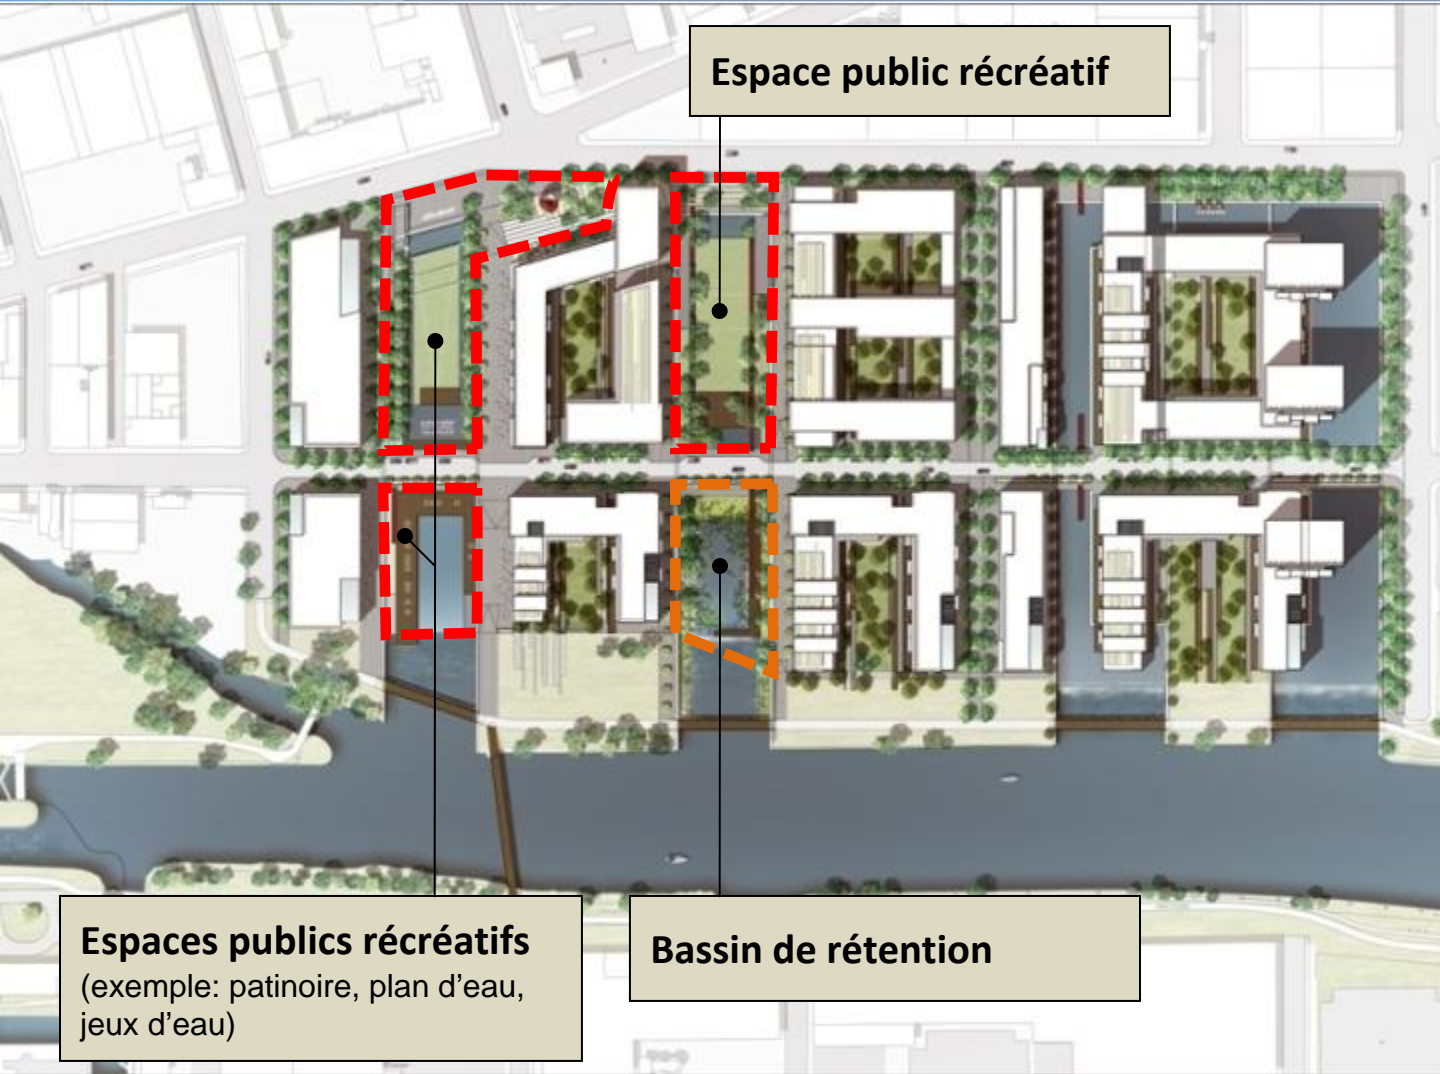 Espace public récréatif
Espaces publics récréatifs
(exemple: patinoire, plan d’eau,
jeux d’eau)
Bassin de rétention